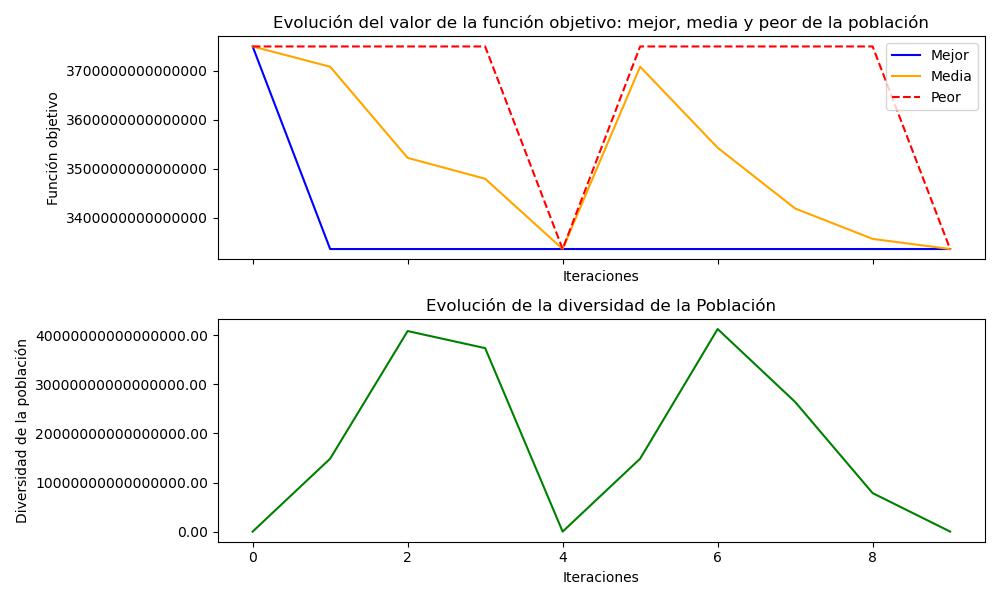 Evolución del valor de la función objetivo: mejor, media y peor de la población
Función objetivo
3700000000000000
3600000000000000
3500000000000000
3400000000000000
Mejor
Media
Peor
Iteraciones
Evolución de la diversidad de la Población
Diversidad de la población
40000000000000000.00
30000000000000000.00
20000000000000000.00
10000000000000000.00
0.00
0 2 4 6 8
Iteraciones